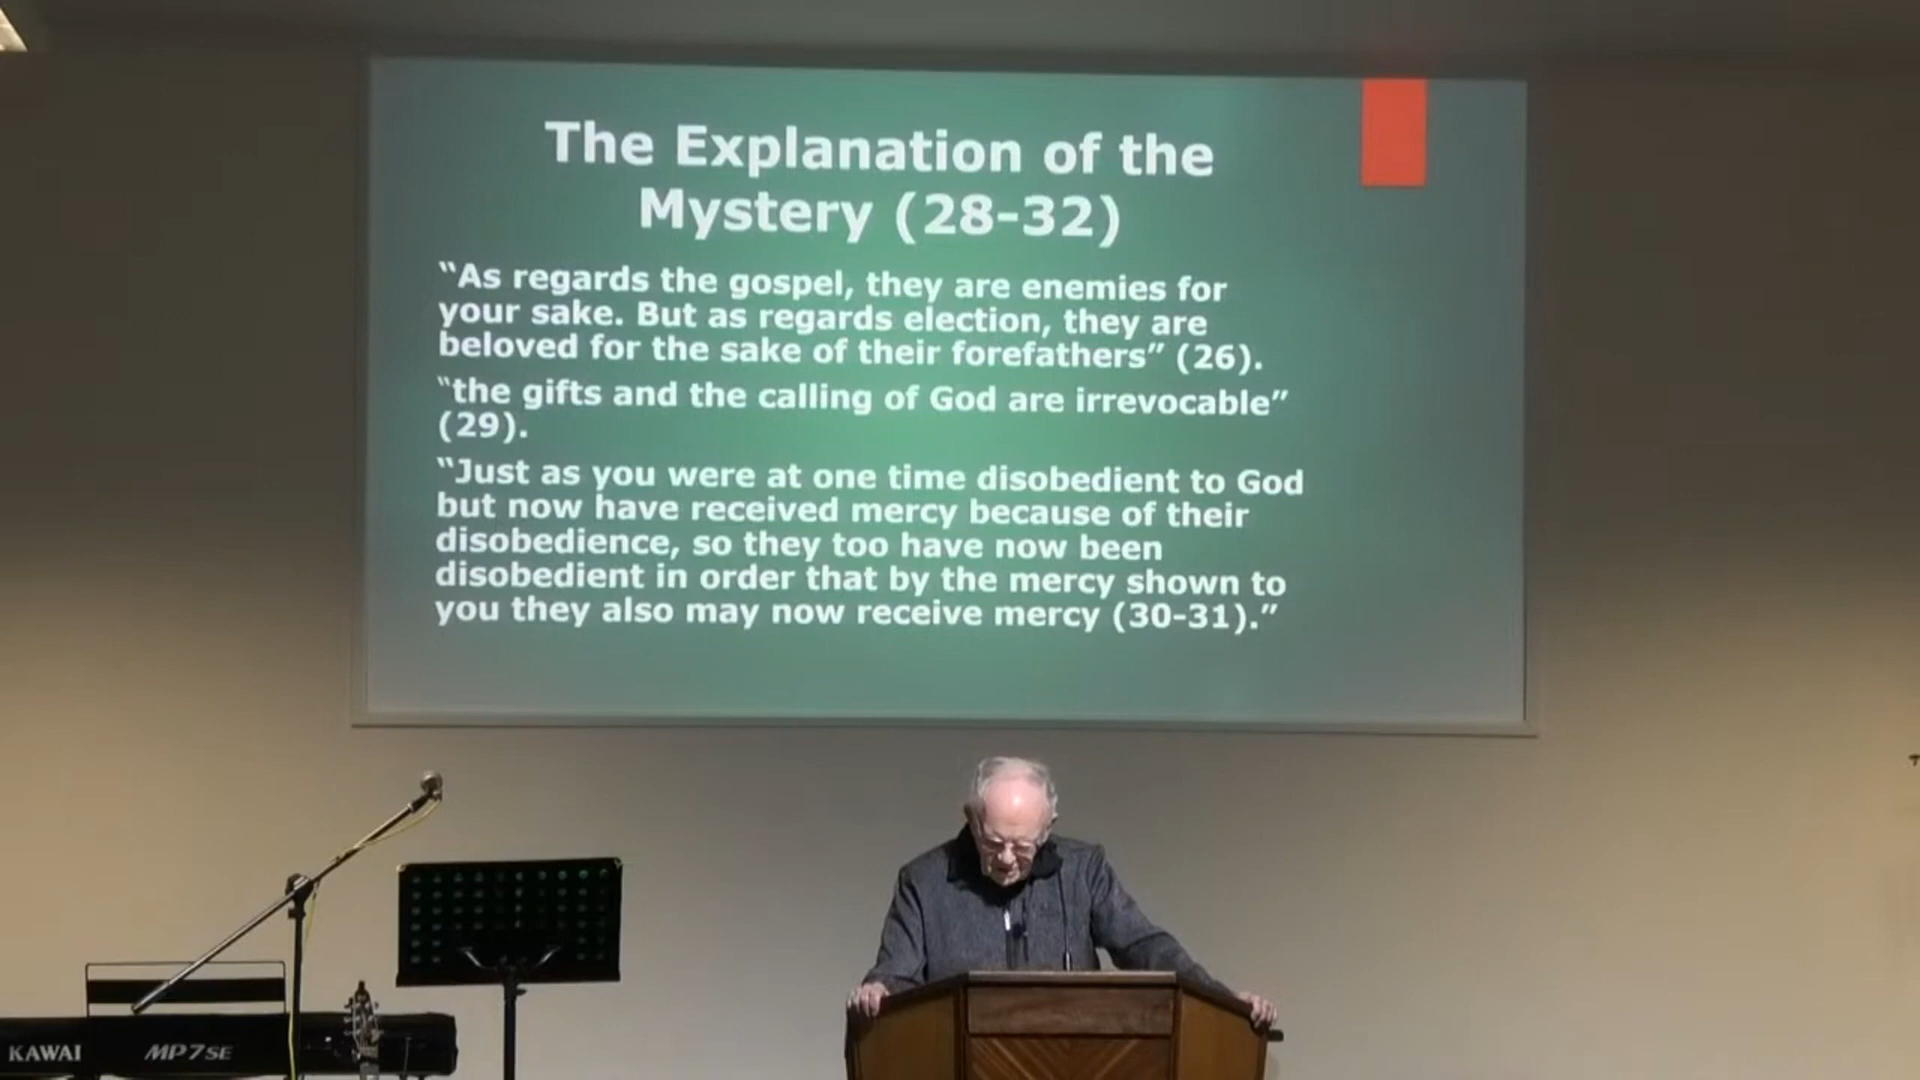 The Explanation of the
Mystery (28-32)
“As regards the gospel, they are enemies for
your sake. But as regards election, they are
beloved for the sake of their forefathers” (26).
“the gifts and the calling of God are irrevocable”
(29).
“Just as you were at one time disobedient to God
but now have received mercy because of their
disobedience, so they too have now been
disobedient in order that by the mercy shown to
you they also may now receive mercy (30-31).”
KAWAI MP7SE